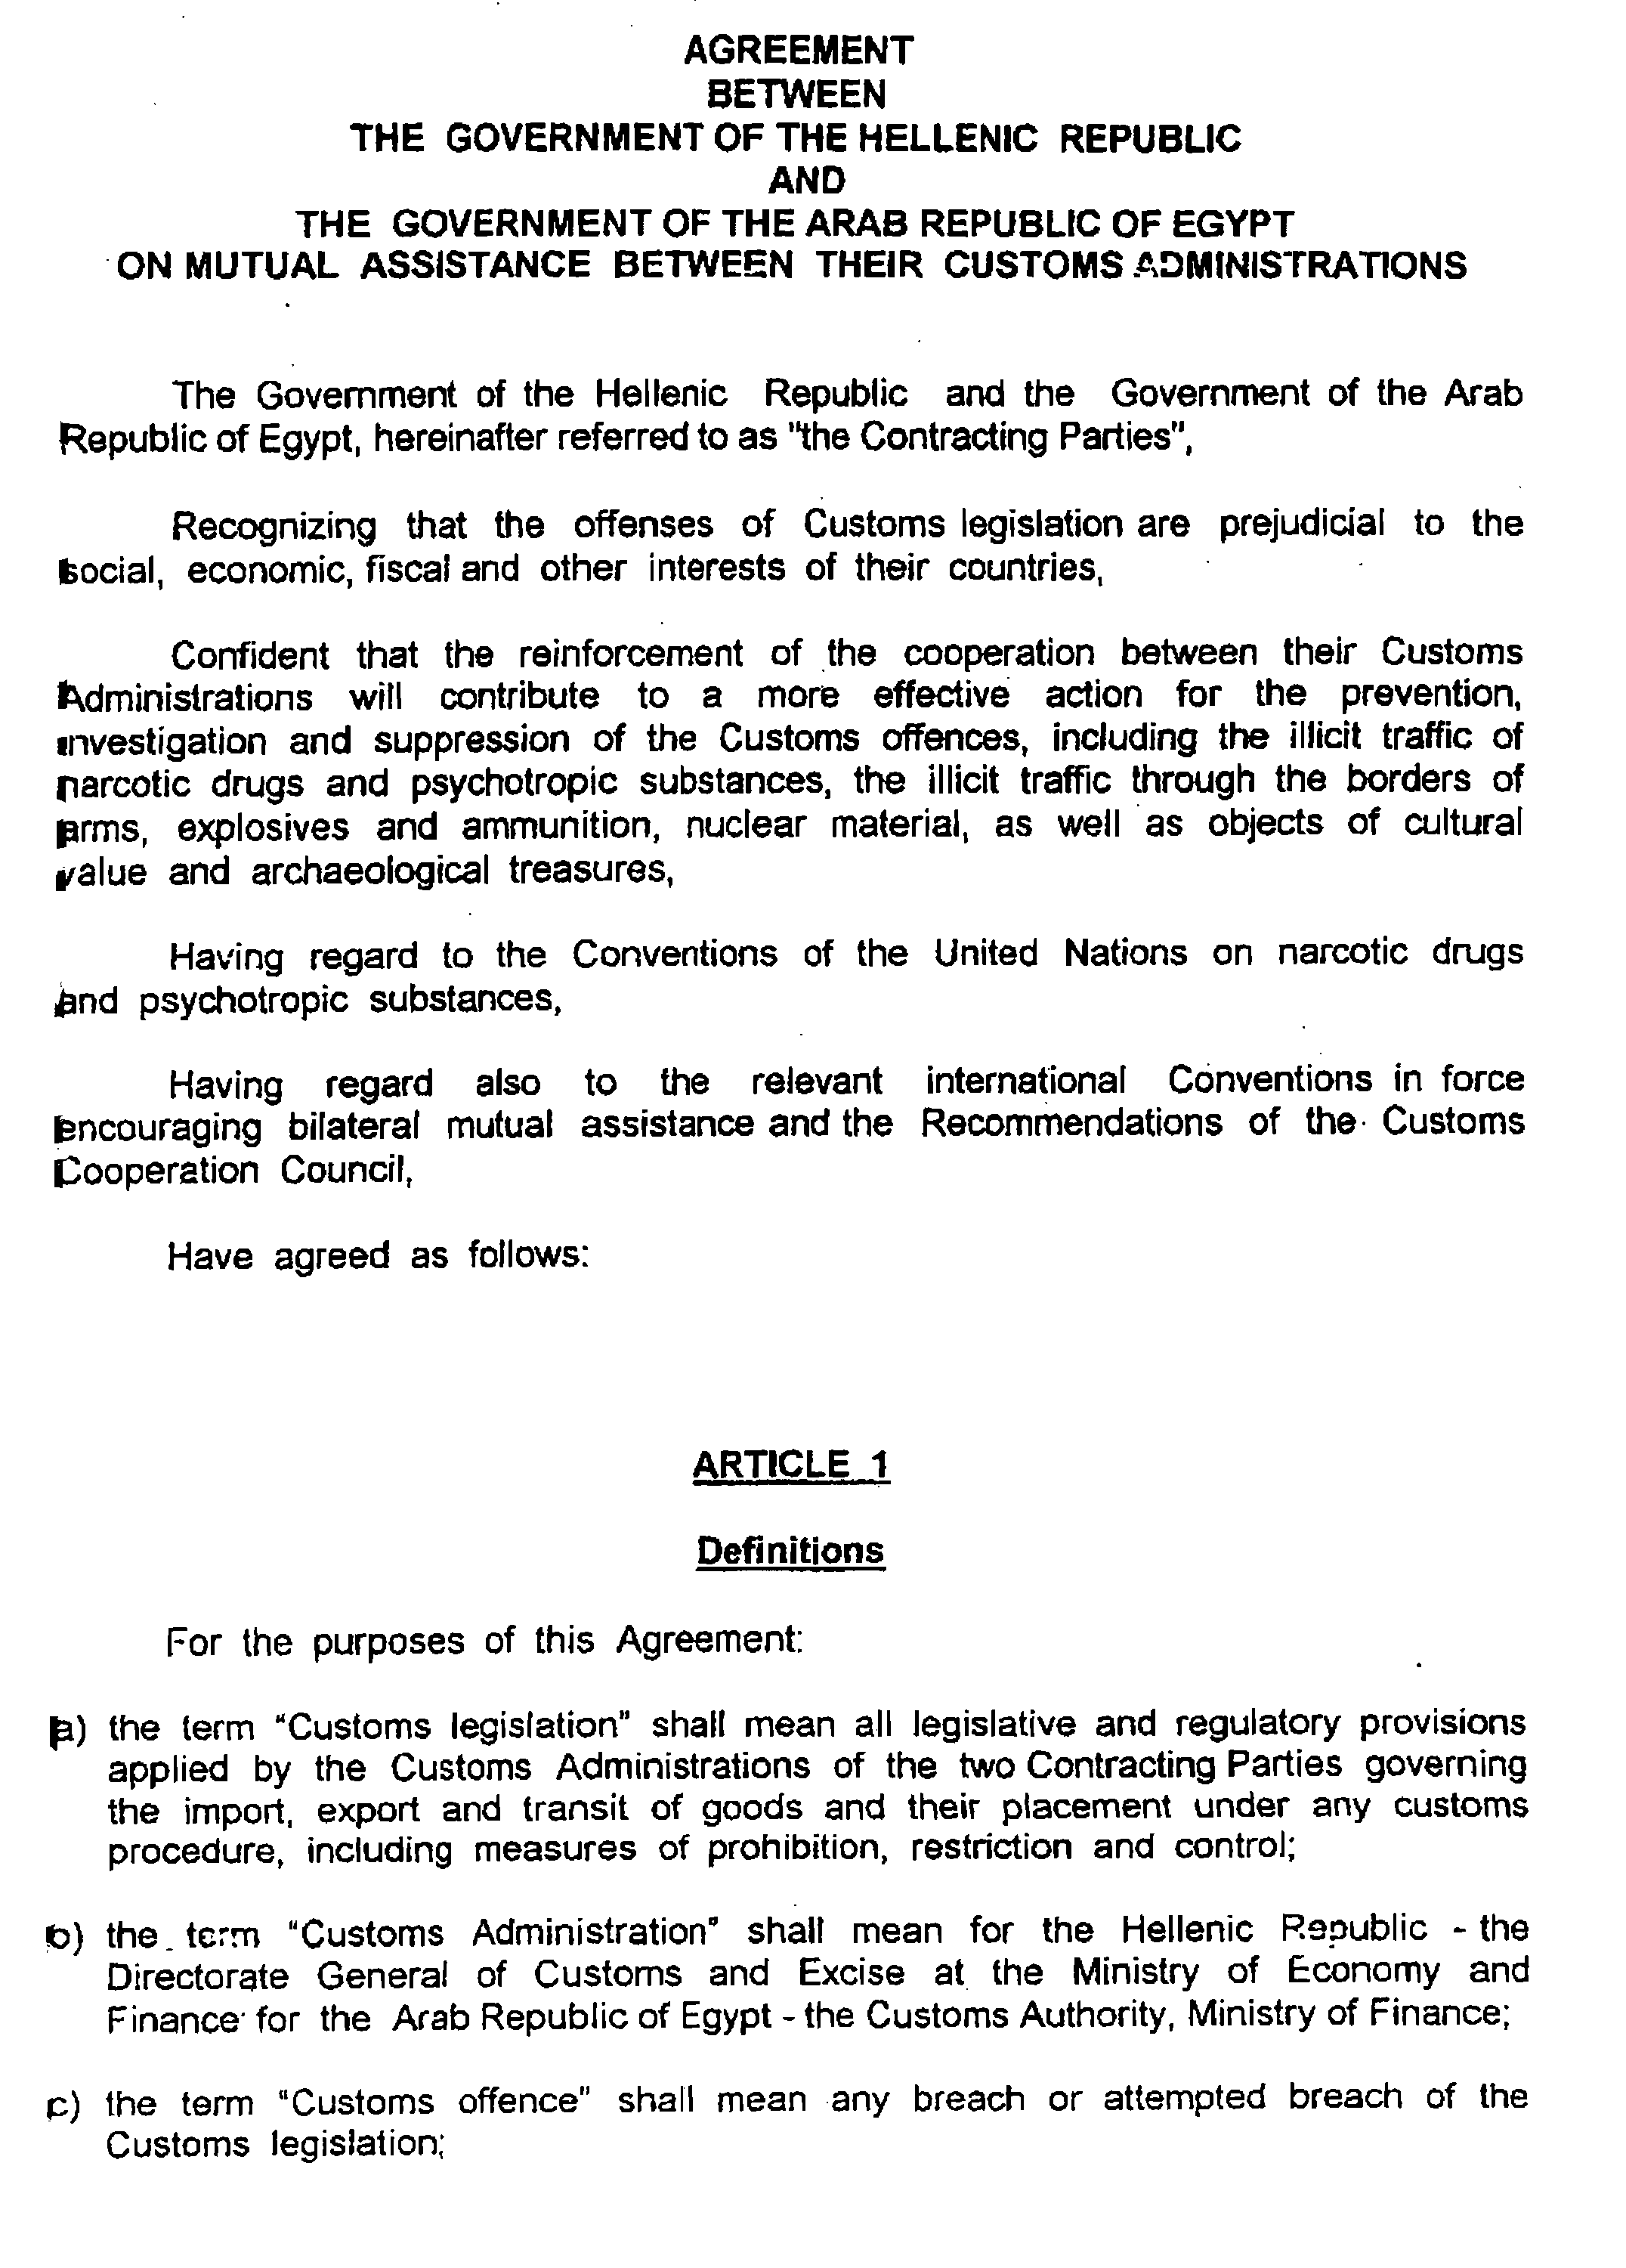 AGREEMENT
BETWEEN
THE GOVERNMENT OF THE HELLENIC REPUBLIC
AND
THE GOVERNMENT OF THE ARAB REPUBLIC OF EGYPT
ON MUTUAL ASSISTANCE BETWEEN THEIR CUSTOMS ADMINISTRATIONS
The Government of the Hellenic Republic and the Government of the Arab
Republic of Egypt, hereinafter referred to as "the Contracting Parties",
Recognizing that the offenses of Customs legislation are prejudicial to the
social, economic, fiscal and other interests of their countries,
Confident that the reinforcement of the cooperation between their Customs
Administrations will contribute to a more effective action for the prevention,
investigation and suppression of the Customs offences, including the illicit traffic of
narcotic drugs and psychotropic substances, the illicit traffic through the borders of
arms, explosives and ammunition, nuclear material, as well as objects of cultural
value and archaeological treasures,
Having regard to the Conventions of the United Nations on narcotic drugs
and psychotropic substances,
Having regard also to the relevant international Conventions in force
encouraging bilateral mutual assistance and the Recommendations of the Customs
Cooperation Council,
Have agreed as follows:
ARTICLE 1
Definitions
For the purposes of this Agreement:
a) the term "Customs legislation" shall mean all legislative and regulatory provisions
applied by the Customs Administrations of the two Contracting Parties governing
the import, export and transit of goods and their placement under any customs
procedure, including measures of prohibition, restriction and control;
b) the term "Customs Administration" shall mean for the Hellenic Republic - the
Directorate General of Customs and Excise at the Ministry of Economy and
Finance for the Arab Republic of Egypt - the Customs Authority, Ministry of Finance;
c) the term "Customs offence" shall mean any breach or attempted breach of the
Customs legislation;